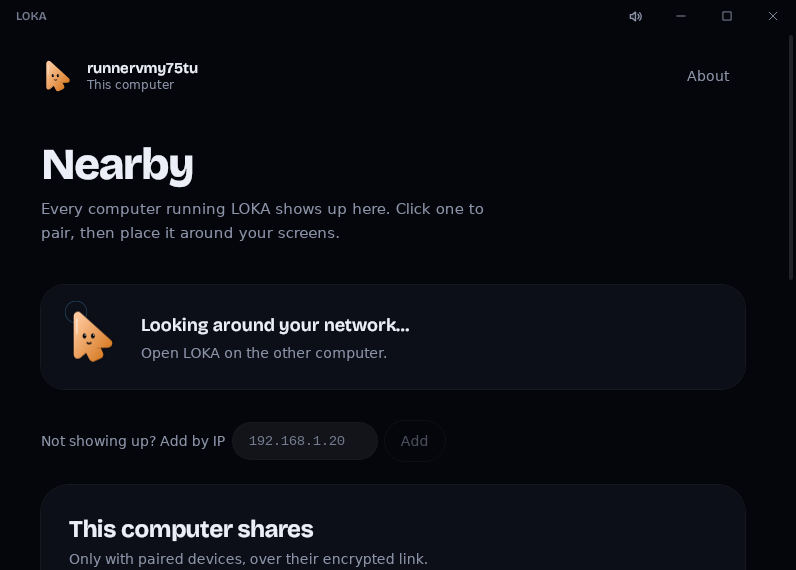 LOKA
runnervmy75tu
This computer
About
Nearby
Every computer running LOKA shows up here. Click one to
pair, then place it around your screens.
Looking around your network...
Open LOKA on the other computer.
Not showing up? Add by IP 192.168.1.20 Add
This computer shares
Only with paired devices, over their encrypted link.